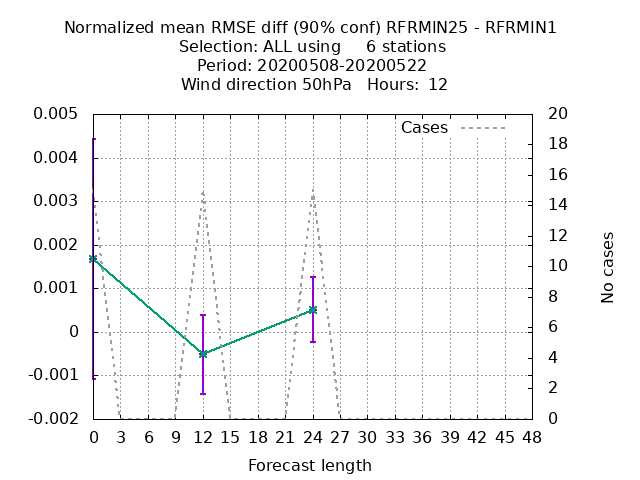 Normalized mean RMSE diff (90% conf) RFRMIN25 - RFRMIN1
Selection: ALL using     6 stations
Period: 20200508-20200522
Wind direction 50hPa   Hours:  12
Cases
0.005
0.004
0.003
0.002
0.001
0
-0.001
-0.002
20
18
16
14
12
10
8
6
4
2
0
No cases
0 3 6 9 12 15 18 21 24 27 30 33 36 39 42 45 48
Forecast length